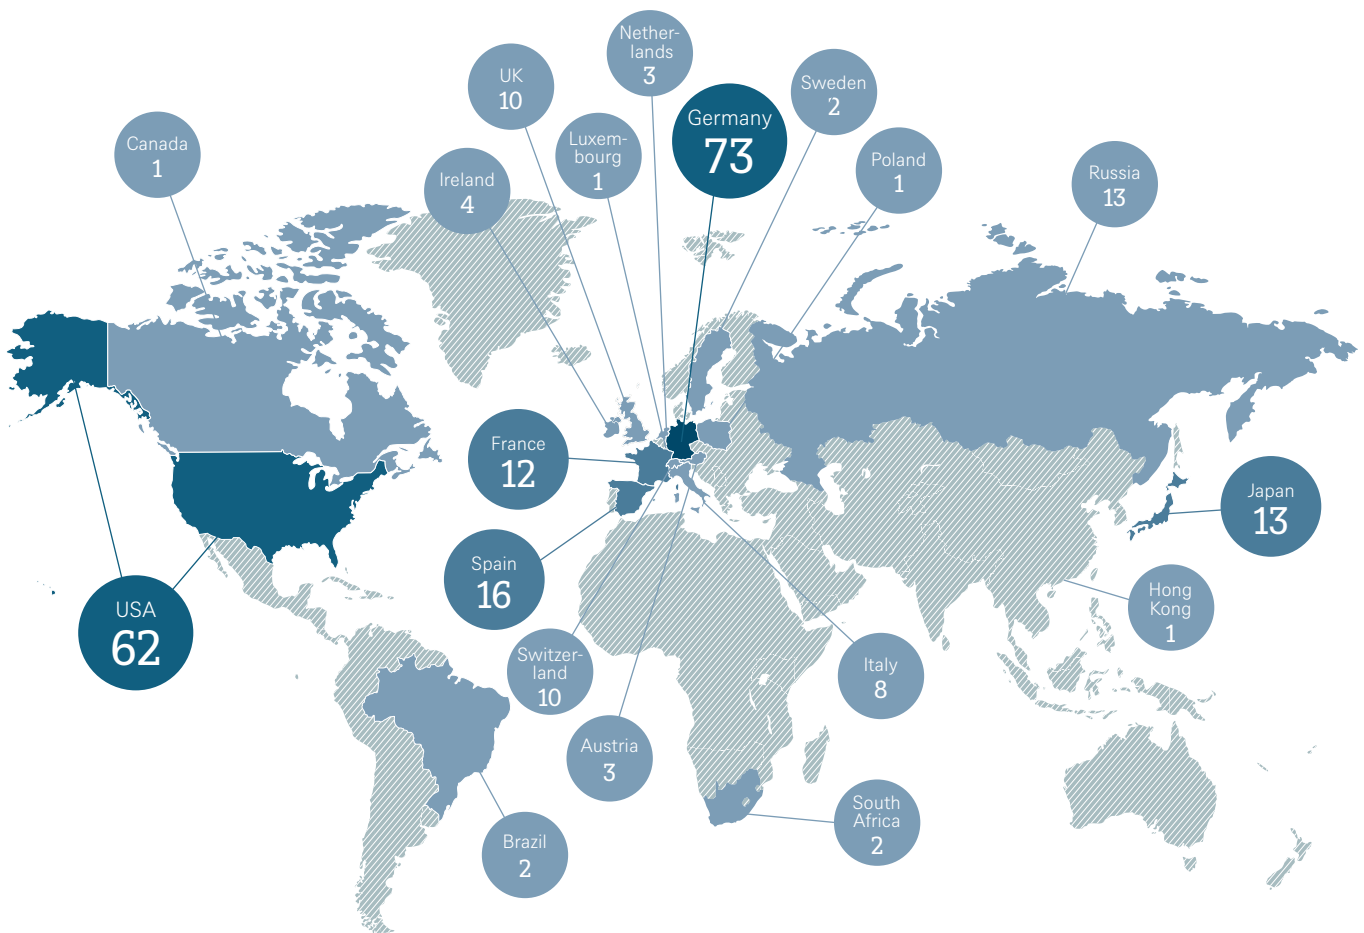 Nether-
lands
3
UK
10
Sweden
2
Germany
73
Canada
1
Luxem-
bourg
1
Poland
1
Russia
13
Ireland
4
France
12
Japan
13
Spain
16
Hong
Kong
1
USA
62
Switzer-
land
10
Italy
8
Austria
3
South
Africa
2
Brazil
2